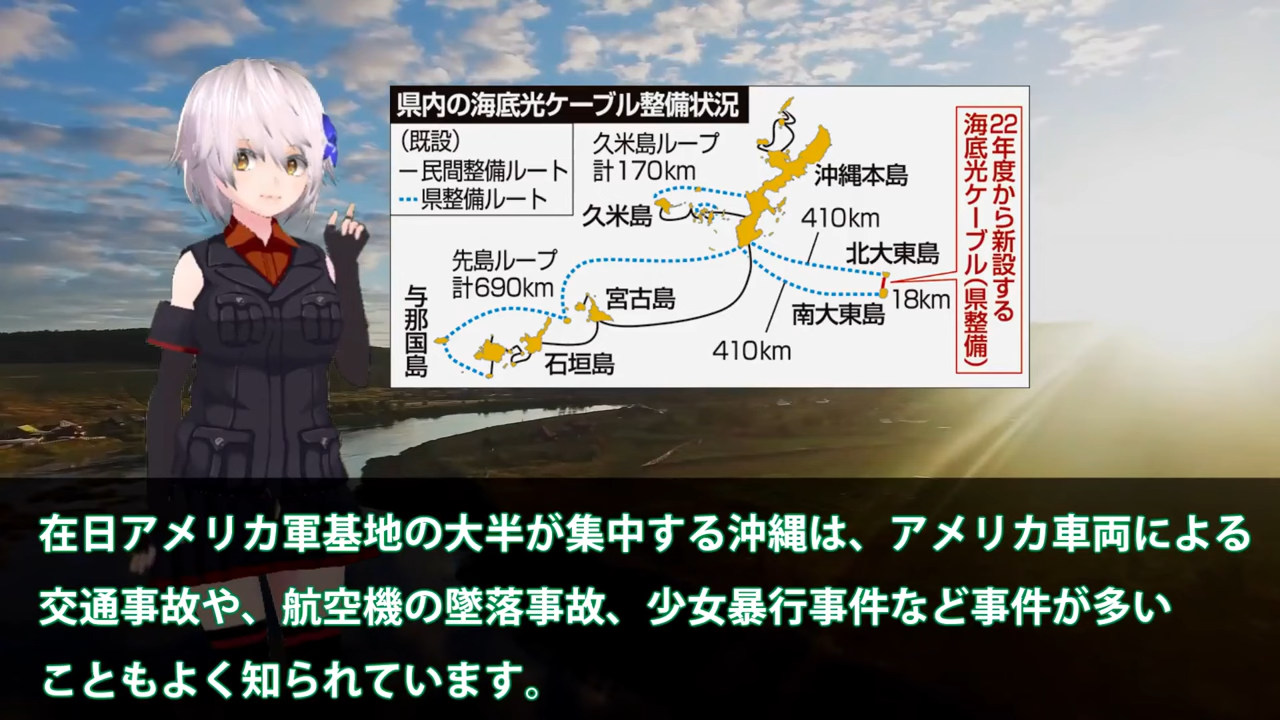 県内の海底光ケーブル整備状況
（既設）
━民間整備ルート
┅県整備ルート
久米島ループ
計170km
久米島
沖縄本島
410km
北大東島
18km
南大東島
410km
先島ループ
計690km
宮古島
石垣島
与那国島
22年度から新設する
海底光ケーブル（県整備）
在日アメリカ軍基地の大半が集中する沖縄は、アメリカ車両による
交通事故や、航空機の墜落事故、少女暴行事件など事件が多い
こともよく知られています。